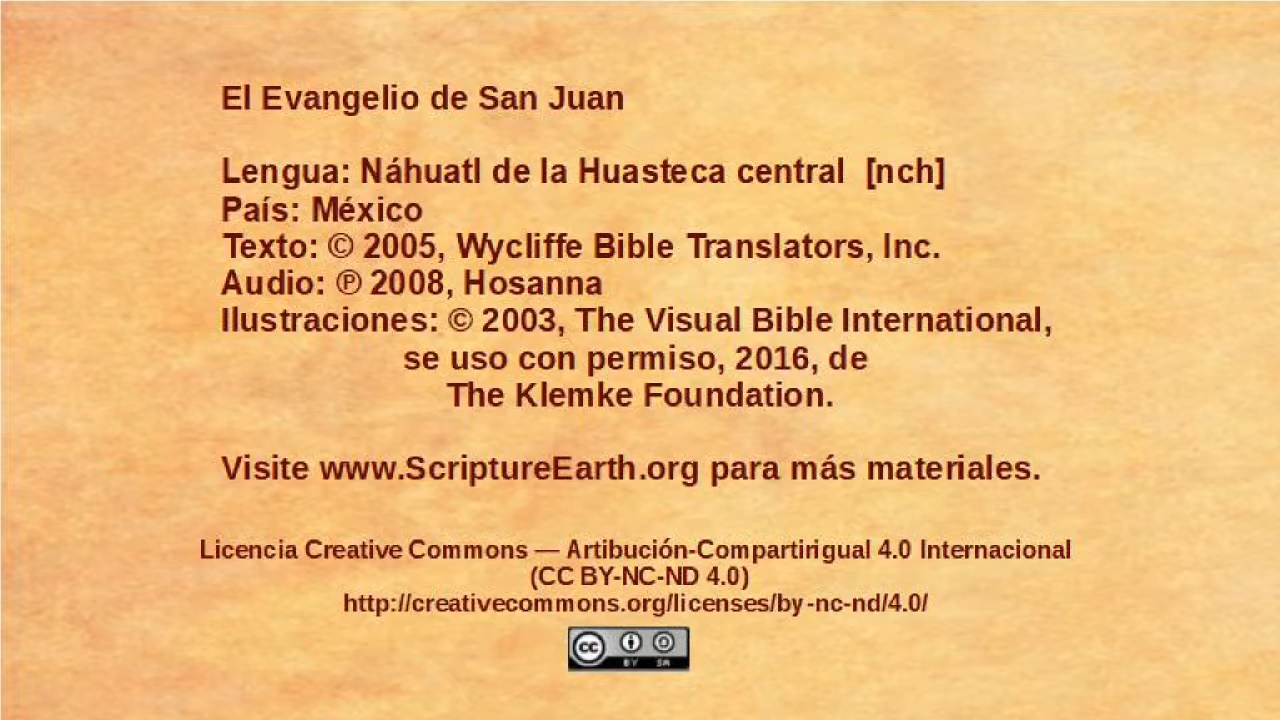 El Evangelio de San Juan
Lengua: Náhuatl de la Huasteca central [nch]
País: México
Texto: © 2005, Wycliffe Bible Translators, Inc.
Audio: ℗ 2008, Hosanna
Ilustraciones: © 2003, The Visual Bible International,
se uso con permiso, 2016, de
The Klemke Foundation.
Visite www.ScriptureEarth.org para más materiales.
Licencia Creative Commons — Artibución-Compartirigual 4.0 Internacional
(CC BY-NC-ND 4.0)
http://creativecommons.org/licenses/by-nc-nd/4.0/
cc BY SA